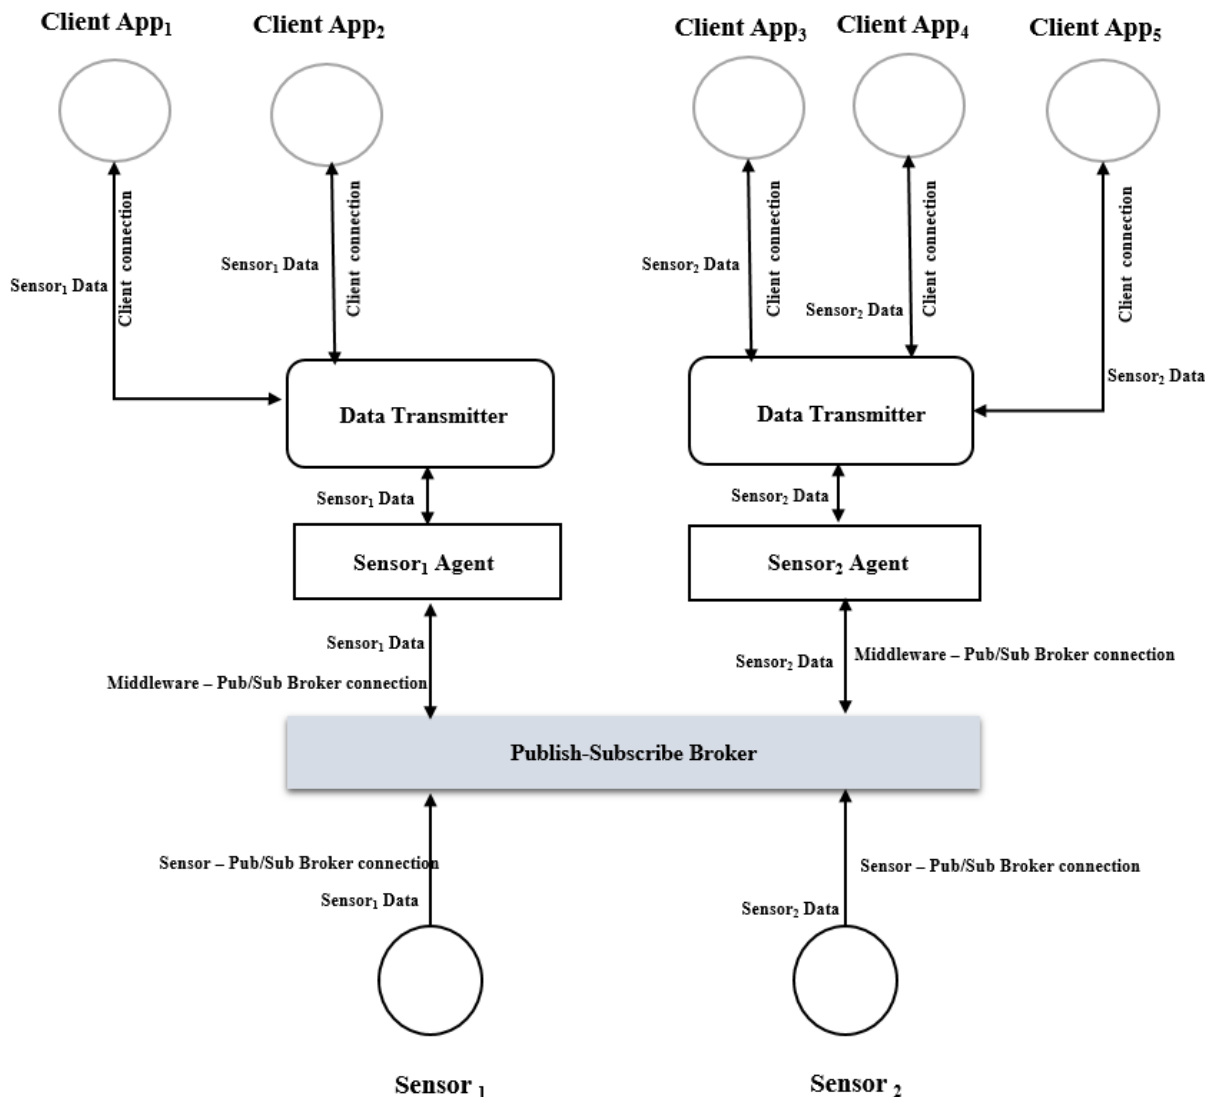 Client App₁
Client App₂
Client App₃
Client App₄
Client App₅
Client connection
Client connection
Client connection
Client connection
Client connection
Sensor₁ Data
Sensor₁ Data
Sensor₂ Data
Sensor₂ Data
Sensor₂ Data
Data Transmitter
Data Transmitter
Sensor₁ Data
Sensor₂ Data
Sensor₁ Agent
Sensor₂ Agent
Sensor₁ Data
Middleware – Pub/Sub Broker connection
Sensor₂ Data
Middleware – Pub/Sub Broker connection
Publish-Subscribe Broker
Sensor – Pub/Sub Broker connection
Sensor₁ Data
Sensor – Pub/Sub Broker connection
Sensor₂ Data
Sensor ₁
Sensor ₂